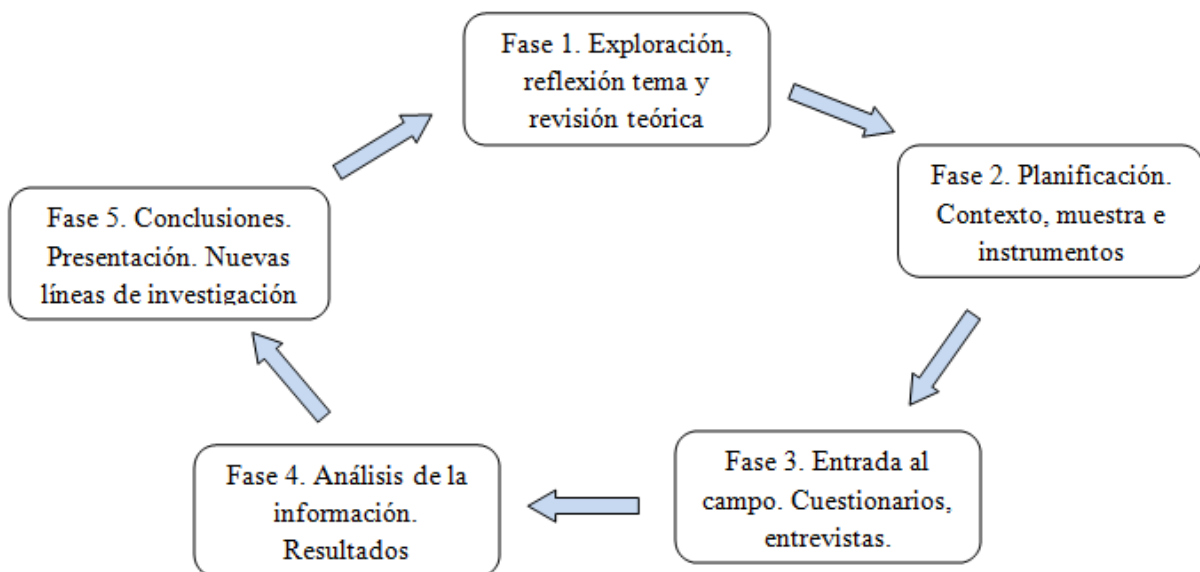 Fase 1. Exploración,
reflexión tema y
revisión teórica
Fase 2. Planificación.
Contexto, muestra e
instrumentos
Fase 3. Entrada al
campo. Cuestionarios,
entrevistas.
Fase 4. Análisis de la
información.
Resultados
Fase 5. Conclusiones.
Presentación. Nuevas
líneas de investigación